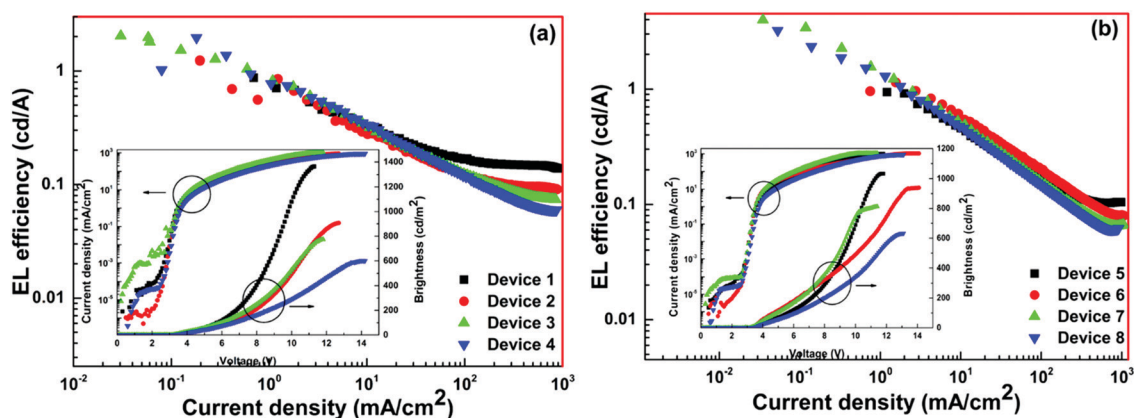 (a)
EL efficiency (cd/A)
1
0.1
0.01
10⁻²
10⁻¹
10⁰
10¹
10²
10³
Current density (mA/cm²)
Device 1
Device 2
Device 3
Device 4
Current density (mA/cm²)
Brightness (cd/m²)
0 2 4 6 8 10 12 14
Voltage (V)
1400
1200
1000
800
600
400
200
0
(b)
EL efficiency (cd/A)
1
0.1
0.01
10⁻²
10⁻¹
10⁰
10¹
10²
10³
Current density (mA/cm²)
Device 5
Device 6
Device 7
Device 8
Current density (mA/cm²)
Brightness (cd/m²)
0 2 4 6 8 10 12 14
Voltage (V)
1200
1000
800
600
400
200
0